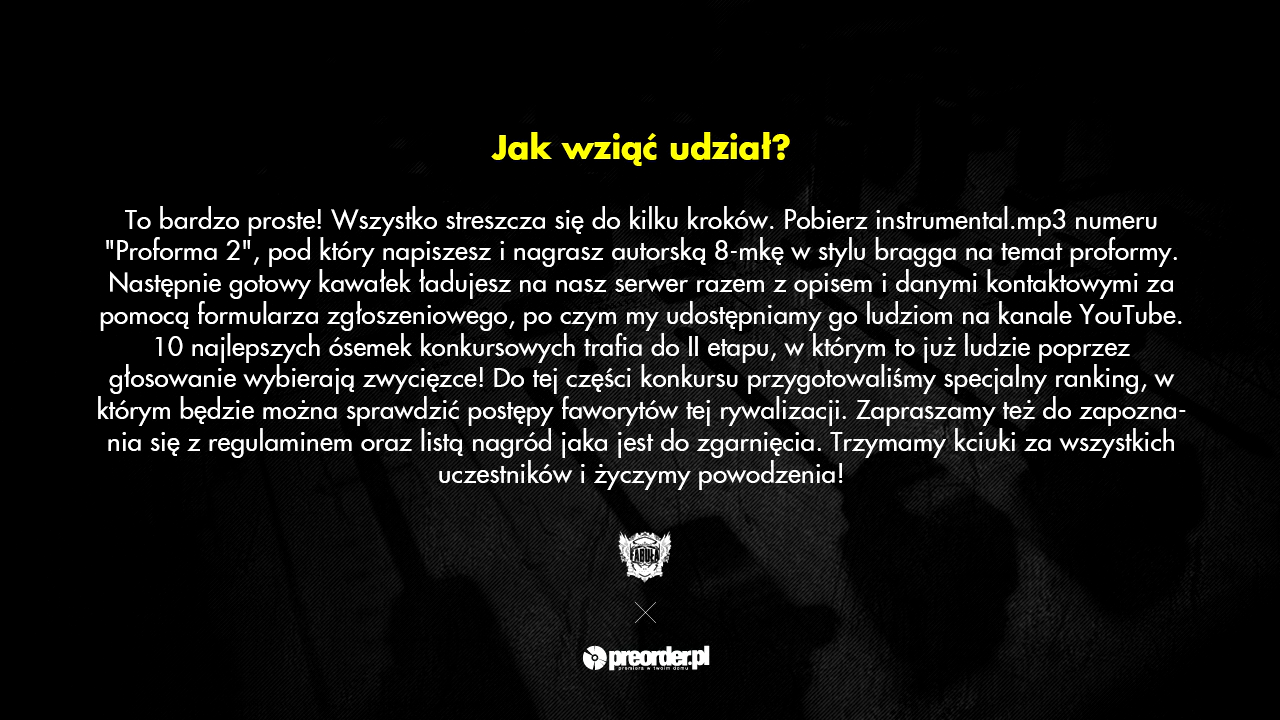 Jak wziąć udział?
To bardzo proste! Wszystko streszcza się do kilku kroków. Pobierz instrumental.mp3 numeru
"Proforma 2", pod który napiszesz i nagrasz autorską 8-mkę w stylu bragga na temat proformy.
Następnie gotowy kawałek ładujesz na nasz serwer razem z opisem i danymi kontaktowymi za
pomocą formularza zgłoszeniowego, po czym my udostępniamy go ludziom na kanale YouTube.
10 najlepszych ósemek konkursowych trafia do II etapu, w którym to już ludzie poprzez
głosowanie wybierają zwycięzce! Do tej części konkursu przygotowaliśmy specjalny ranking, w
którym będzie można sprawdzić postępy faworytów tej rywalizacji. Zapraszamy też do zapozna-
nia się z regulaminem oraz listą nagród jaka jest do zgarnięcia. Trzymamy kciuki za wszystkich
uczestników i życzymy powodzenia!
FABUŁA
preorder.pl
premiera w twoim domu